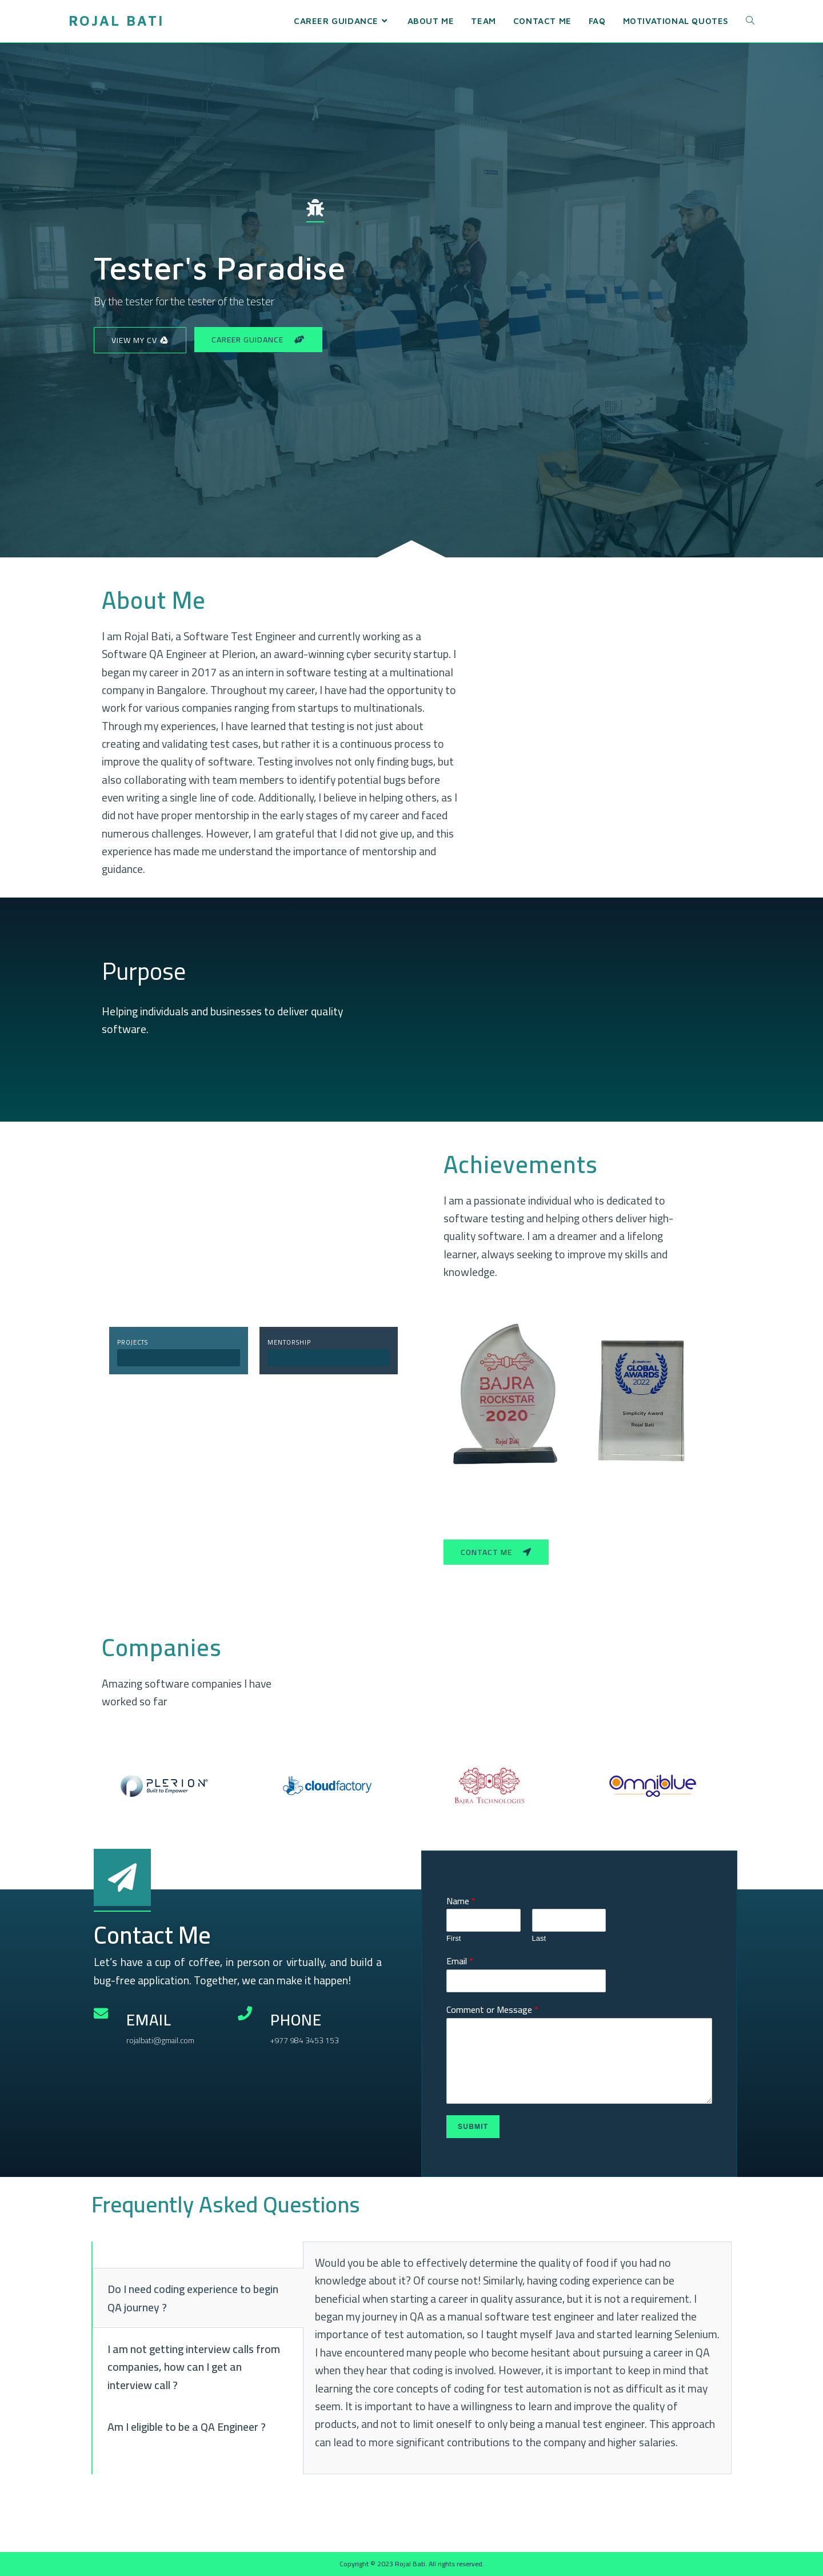 ROJAL BATI
CAREER GUIDANCE
ABOUT ME
TEAM
CONTACT ME
FAQ
MOTIVATIONAL QUOTES
Tester's Paradise
By the tester for the tester of the tester
VIEW MY CV
CAREER GUIDANCE
About Me
I am Rojal Bati, a Software Test Engineer and currently working as a
Software QA Engineer at Plerion, an award-winning cyber security startup. I
began my career in 2017 as an intern in software testing at a multinational
company in Bangalore. Throughout my career, I have had the opportunity to
work for various companies ranging from startups to multinationals.
Through my experiences, I have learned that testing is not just about
creating and validating test cases, but rather it is a continuous process to
improve the quality of software. Testing involves not only finding bugs, but
also collaborating with team members to identify potential bugs before
even writing a single line of code. Additionally, I believe in helping others, as I
did not have proper mentorship in the early stages of my career and faced
numerous challenges. However, I am grateful that I did not give up, and this
experience has made me understand the importance of mentorship and
guidance.
Purpose
Helping individuals and businesses to deliver quality
software.
Achievements
I am a passionate individual who is dedicated to
software testing and helping others deliver high-
quality software. I am a dreamer and a lifelong
learner, always seeking to improve my skills and
knowledge.
PROJECTS
MENTORSHIP
BAJRA
ROCKSTAR
2020
Rojal Bati
GLOBAL
AWARDS
2022
Simplicity Award
Rojal Bati
CONTACT ME
Companies
Amazing software companies I have
worked so far
PLERION
Built to Empower
cloudfactory
BAJRA TECHNOLOGIES
Omniblue
Contact Me
Let's have a cup of coffee, in person or virtually, and build a
bug-free application. Together, we can make it happen!
EMAIL
rojalbati@gmail.com
PHONE
+977 984 3453 153
Name *
First
Last
Email *
Comment or Message *
SUBMIT
Frequently Asked Questions
Do I need coding experience to begin
QA journey ?
I am not getting interview calls from
companies, how can I get an
interview call ?
Am I eligible to be a QA Engineer ?
Would you be able to effectively determine the quality of food if you had no
knowledge about it? Of course not! Similarly, having coding experience can be
beneficial when starting a career in quality assurance, but it is not a requirement. I
began my journey in QA as a manual software test engineer and later realized the
importance of test automation, so I taught myself Java and started learning Selenium.
I have encountered many people who become hesitant about pursuing a career in QA
when they hear that coding is involved. However, it is important to keep in mind that
learning the core concepts of coding for test automation is not as difficult as it may
seem. It is important to have a willingness to learn and improve the quality of
products, and not to limit oneself to only being a manual test engineer. This approach
can lead to more significant contributions to the company and higher salaries.
Copyright © 2023 Rojal Bati. All rights reserved.